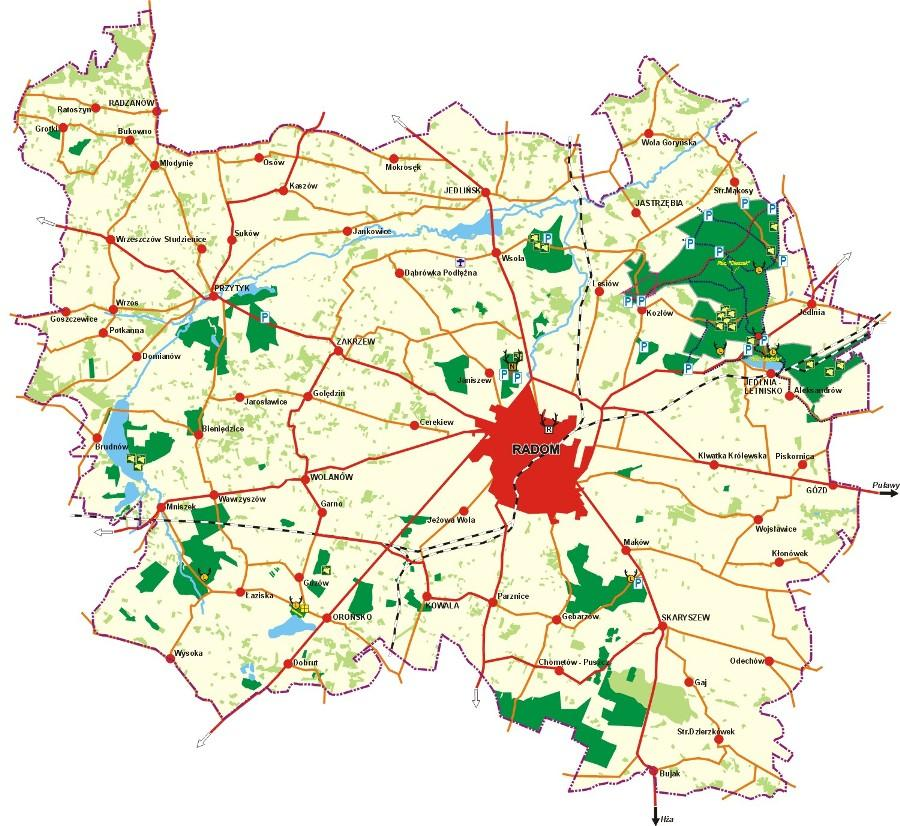 RADZANÓW
Ratoszyn
Grotki
Bukowno
Młodynie
Osów
Mokrosęk
Wola Goryńska
Kaszów
JEDLIŃSK
Str.Mąkosy
JASTRZĘBIA
Wrzeszczów
Studzienice
Suków
Jankowice
Wsola
Dąbrówka Podłężna
Lesiów
PRZYTYK
Wrzos
Goszczewice
Potkanna
Kozłów
Jedlnia
P
R
ZAKRZEW
Domianów
Janiszew
JEDLNIA -
LETNISKO
Aleksandrów
Jarosławice
Golędzin
Cerekiew
Bieniędzice
Brudnów
RADOM
Klwatka Królewska
Piskornica
WOLANÓW
GÓZD
Puławy
Wawrzyszów
Mniszek
Garno
Jeżowa Wola
Wojsławice
Maków
Kłonówek
Guzów
Łaziska
KOWALA
Parznice
OROŃSKO
Gębarzów
SKARYSZEW
Wysoka
Dobrut
Chomętów - Puszcz
Odechów
Gaj
Str.Dzierzkówek
Bujak
Iłża